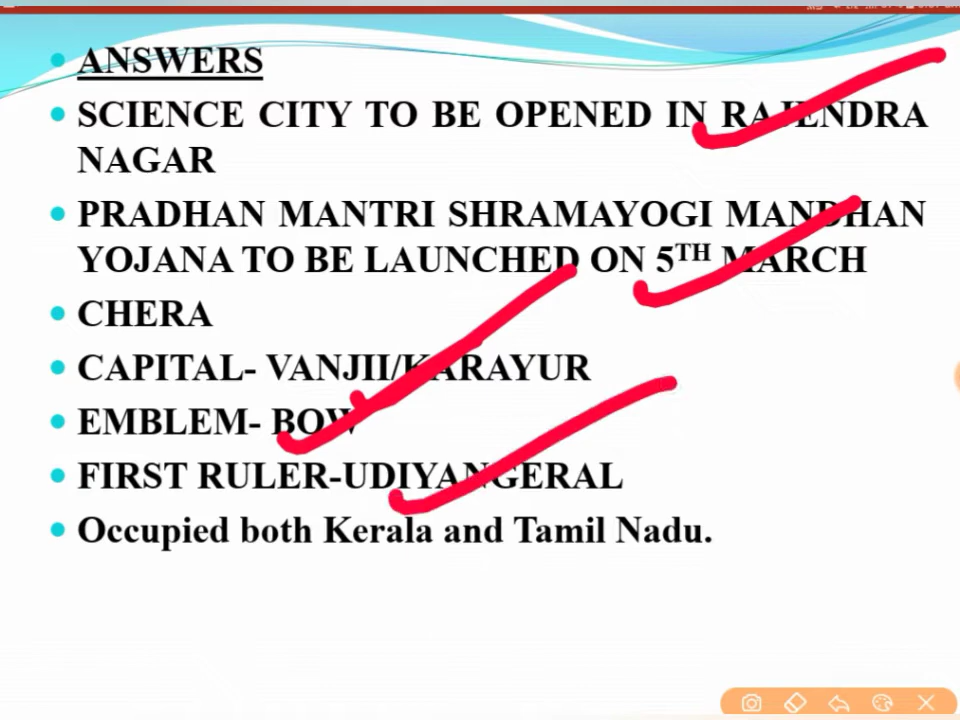 ANSWERS
SCIENCE CITY TO BE OPENED IN RAJENDRA
NAGAR
PRADHAN MANTRI SHRAMAYOGI MANDHAN
YOJANA TO BE LAUNCHED ON 5TH MARCH
CHERA
CAPITAL- VANJII/KARAYUR
EMBLEM- BOW
FIRST RULER-UDIYANGERAL
Occupied both Kerala and Tamil Nadu.